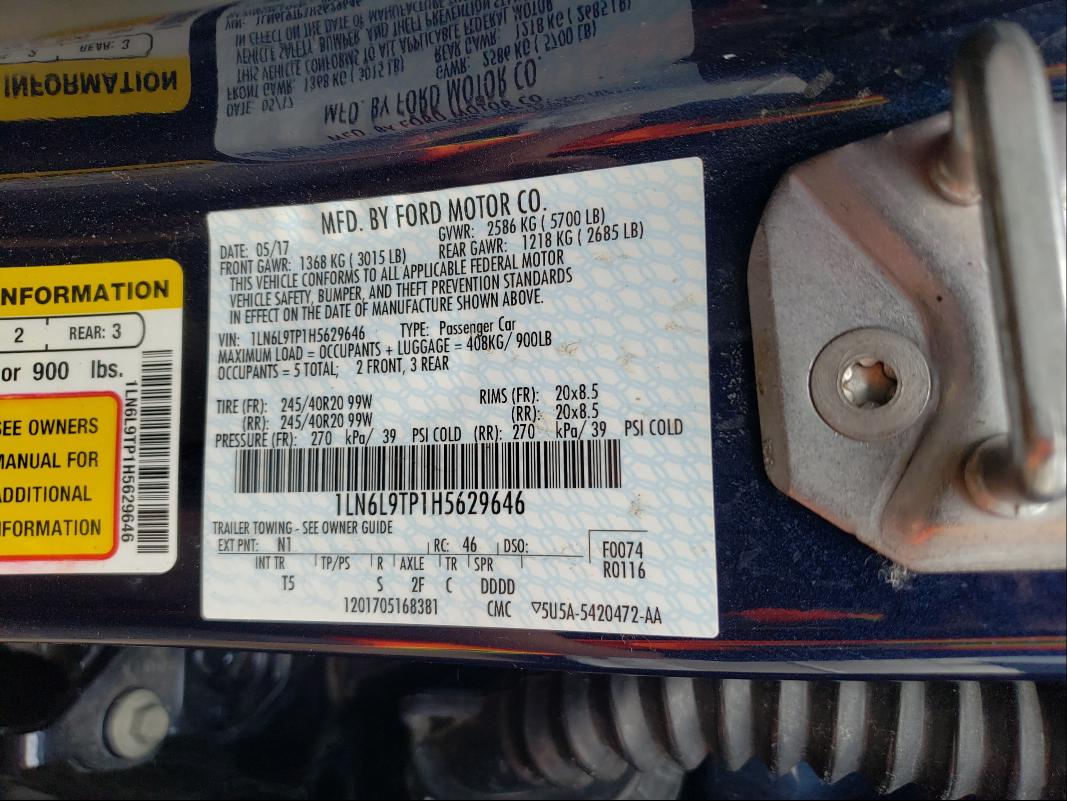 MFD. BY FORD MOTOR CO.
DATE: 05/17 GVWR: 2586 KG ( 5700 LB)
FRONT GAWR: 1368 KG ( 3015 LB) REAR GAWR: 1218 KG ( 2685 LB)
THIS VEHICLE CONFORMS TO ALL APPLICABLE FEDERAL MOTOR
VEHICLE SAFETY, BUMPER, AND THEFT PREVENTION STANDARDS
IN EFFECT ON THE DATE OF MANUFACTURE SHOWN ABOVE.
VIN: 1LN6L9TP1H5629646 TYPE: Passenger Car
MAXIMUM LOAD = OCCUPANTS + LUGGAGE = 408KG/ 900LB
OCCUPANTS = 5 TOTAL; 2 FRONT, 3 REAR
TIRE (FR): 245/40R20 99W RIMS (FR): 20x8.5
(RR): 245/40R20 99W (RR): 20x8.5
PRESSURE (FR): 270 kPa/ 39 PSI COLD (RR): 270 kPa/ 39 PSI COLD
1LN6L9TP1H5629646
TRAILER TOWING - SEE OWNER GUIDE
EXT PNT: N1 RC: 46 DSO: F0074
R0116
INT TR TP/PS R AXLE TR SPR
T5 S 2F C DDDD
1201705168381 CMC ▽5U5A-5420472-AA
NFORMATION
2 REAR: 3
or 900 lbs.
SEE OWNERS
MANUAL FOR
ADDITIONAL
INFORMATION
1LN6L9TP1H5629646